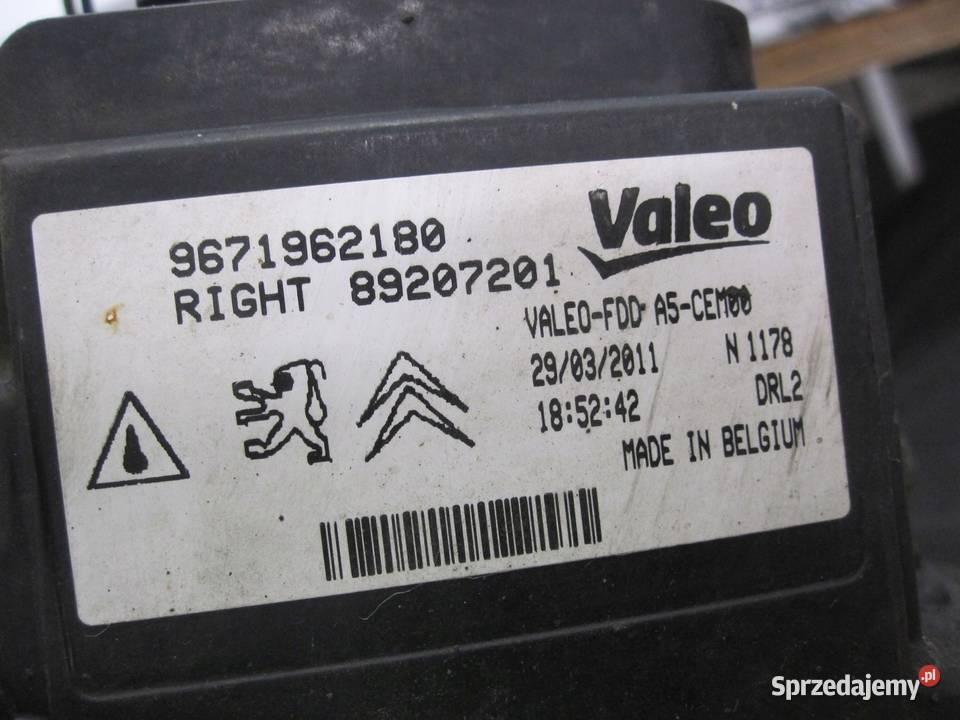 Valeo
9671962180
RIGHT 89207201
VALEO-FDD A5-CEM00
29/03/2011 N 1178
18:52:42 DRL2
MADE IN BELGIUM
Sprzedajemy.pl